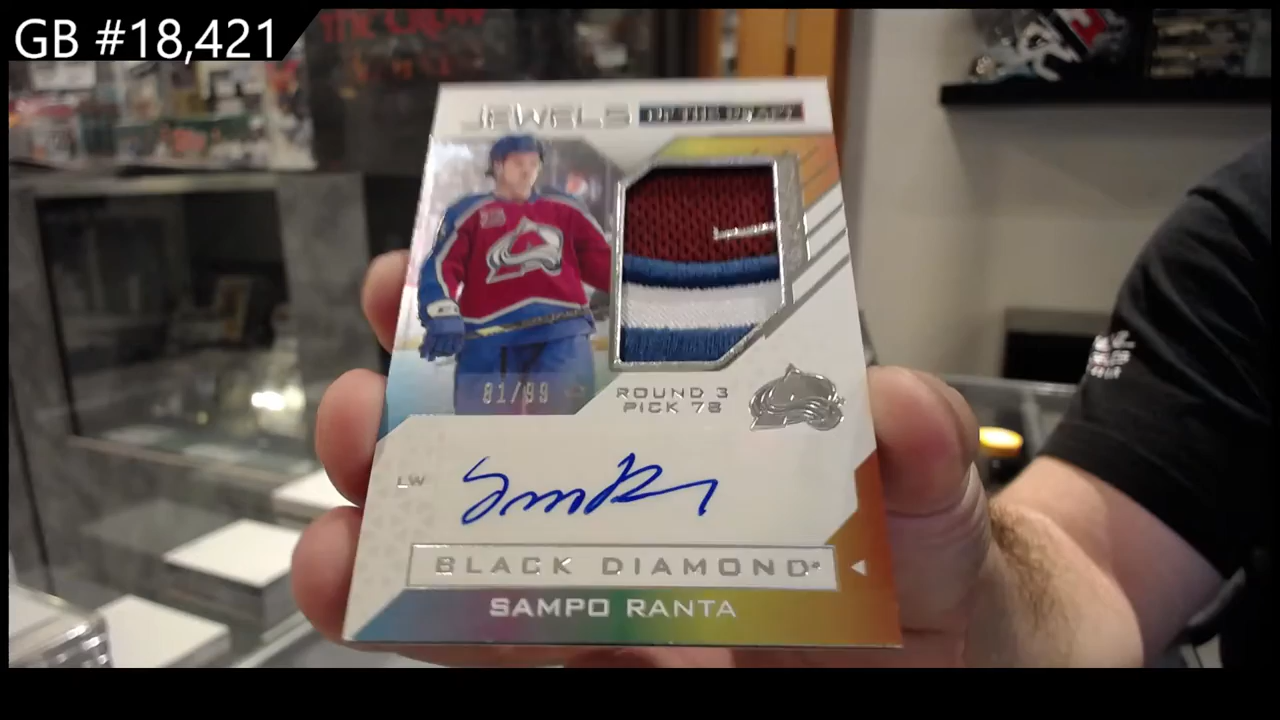 GB #18,421
JEWELS OF THE DRAFT
81/99
ROUND 3
PICK 78
LW
BLACK DIAMOND
SAMPO RANTA